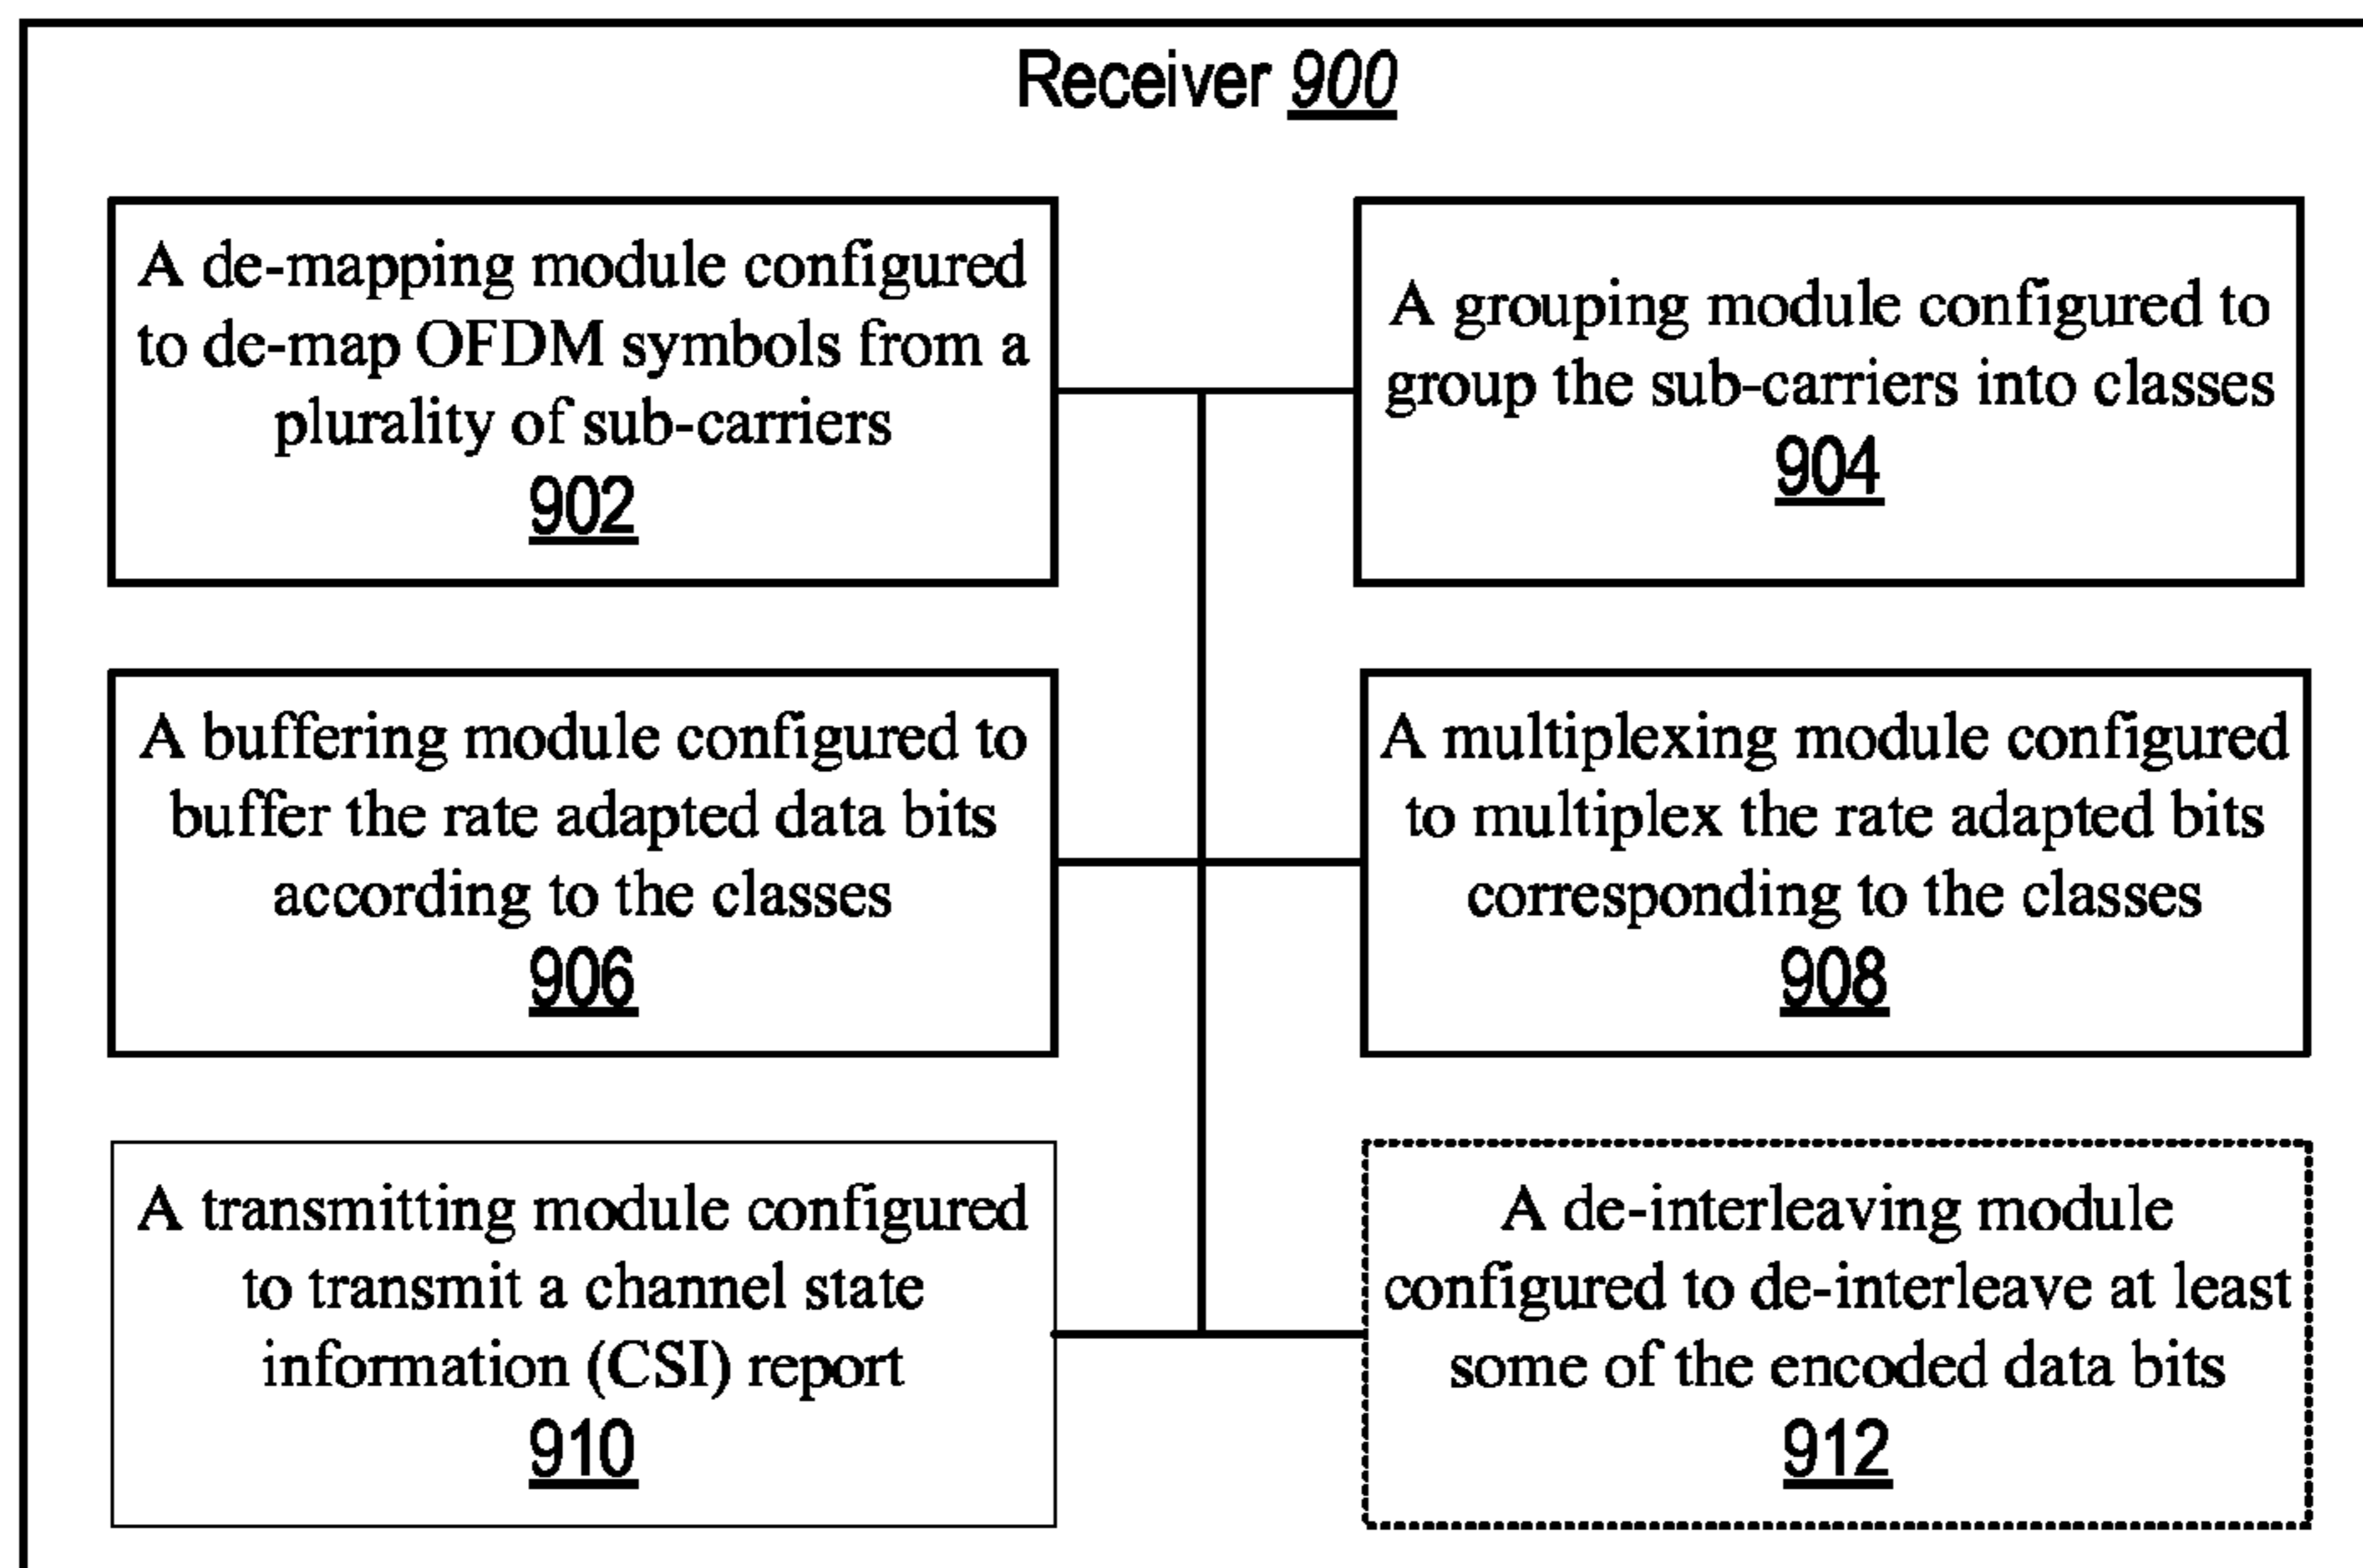 Receiver 900
A de-mapping module configured
to de-map OFDM symbols from a
plurality of sub-carriers
902
A grouping module configured to
group the sub-carriers into classes
904
A buffering module configured to
buffer the rate adapted data bits
according to the classes
906
A multiplexing module configured
to multiplex the rate adapted bits
corresponding to the classes
908
A transmitting module configured
to transmit a channel state
information (CSI) report
910
A de-interleaving module
configured to de-interleave at least
some of the encoded data bits
912